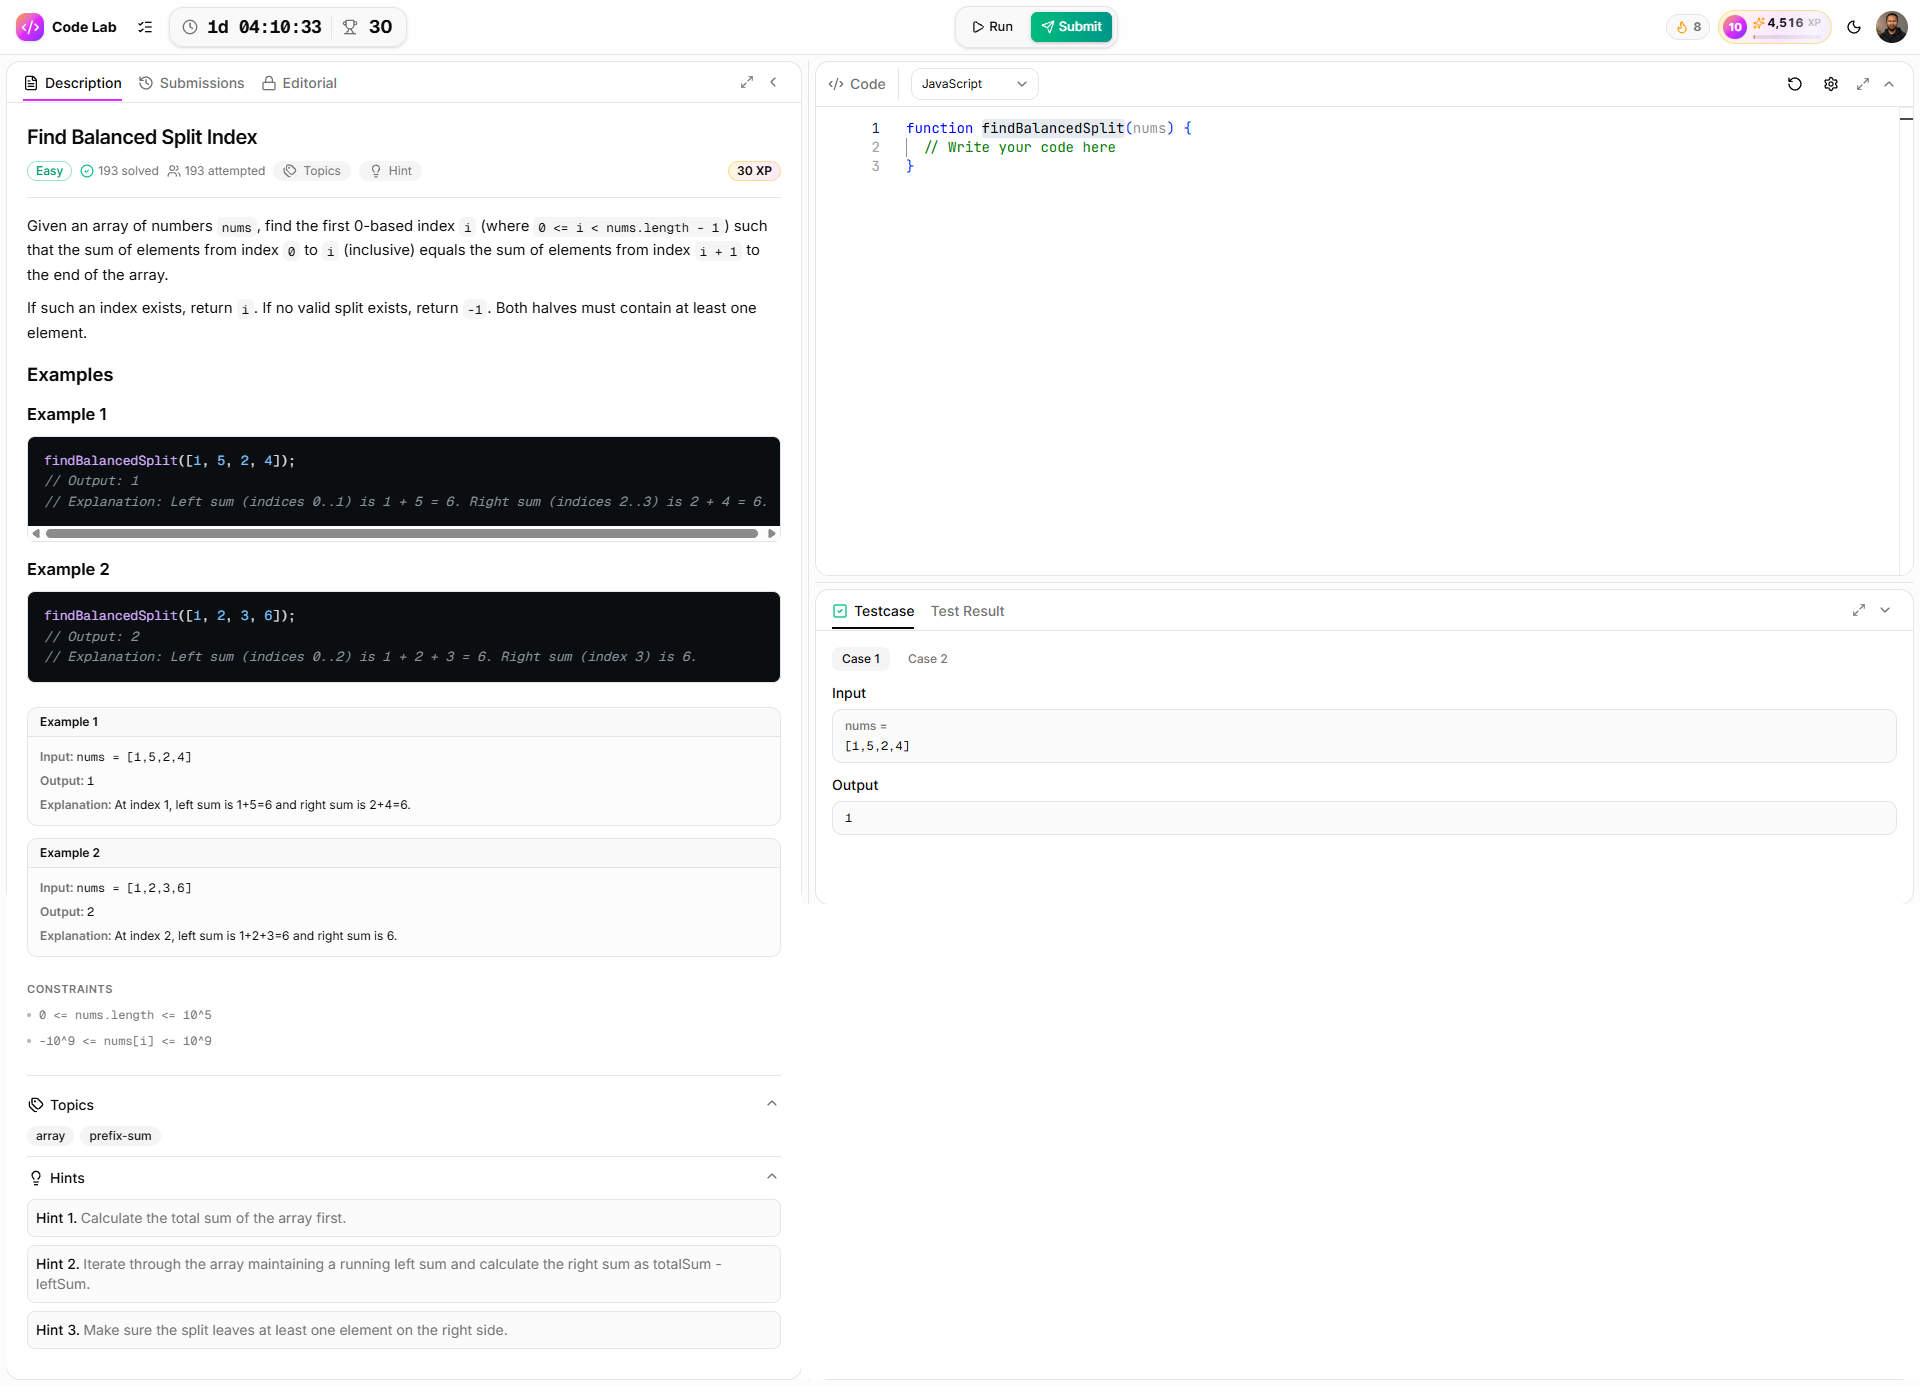 Code Lab
1d 04:10:33
30
Run
Submit
8
10
4,516 XP
Description
Submissions
Editorial
Find Balanced Split Index
Easy
193 solved
193 attempted
Topics
Hint
30 XP
Given an array of numbers nums, find the first 0-based index i (where 0 <= i < nums.length - 1) such
that the sum of elements from index 0 to i (inclusive) equals the sum of elements from index i + 1 to
the end of the array.
If such an index exists, return i. If no valid split exists, return -1. Both halves must contain at least one
element.
Examples
Example 1
findBalancedSplit([1, 5, 2, 4]);
// Output: 1
// Explanation: Left sum (indices 0..1) is 1 + 5 = 6. Right sum (indices 2..3) is 2 + 4 = 6.
Example 2
findBalancedSplit([1, 2, 3, 6]);
// Output: 2
// Explanation: Left sum (indices 0..2) is 1 + 2 + 3 = 6. Right sum (index 3) is 6.
Example 1
Input: nums = [1,5,2,4]
Output: 1
Explanation: At index 1, left sum is 1+5=6 and right sum is 2+4=6.
Example 2
Input: nums = [1,2,3,6]
Output: 2
Explanation: At index 2, left sum is 1+2+3=6 and right sum is 6.
CONSTRAINTS
0 <= nums.length <= 10^5
-10^9 <= nums[i] <= 10^9
Topics
array
prefix-sum
Hints
Hint 1. Calculate the total sum of the array first.
Hint 2. Iterate through the array maintaining a running left sum and calculate the right sum as totalSum -
leftSum.
Hint 3. Make sure the split leaves at least one element on the right side.
</> Code
JavaScript
1 function findBalancedSplit(nums) {
2 // Write your code here
3 }
Testcase
Test Result
Case 1
Case 2
Input
nums =
[1,5,2,4]
Output
1